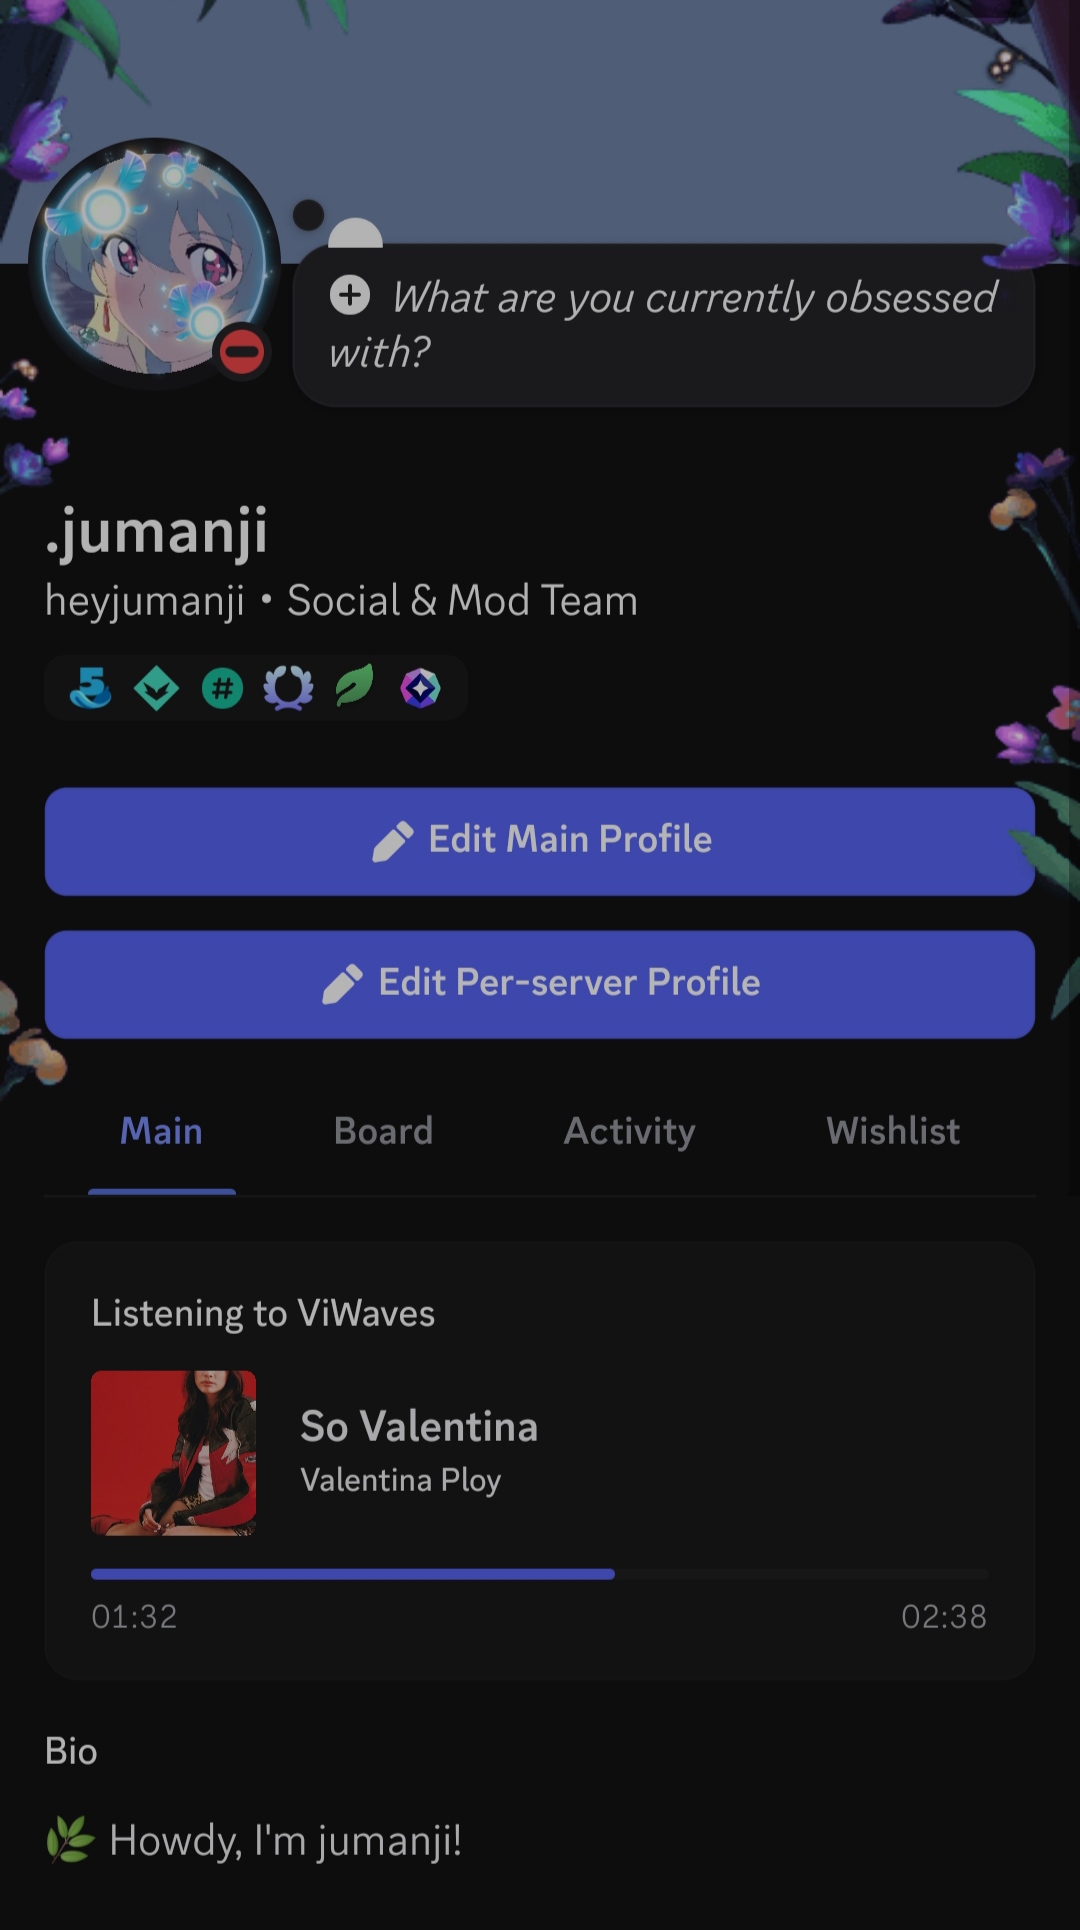 What are you currently obsessed
with?
.jumanji
heyjumanji • Social & Mod Team
5
#
Edit Main Profile
Edit Per-server Profile
Main Board Activity Wishlist
Listening to ViWaves
So Valentina
Valentina Ploy
01:32 02:38
Bio
🌿 Howdy, I'm jumanji!